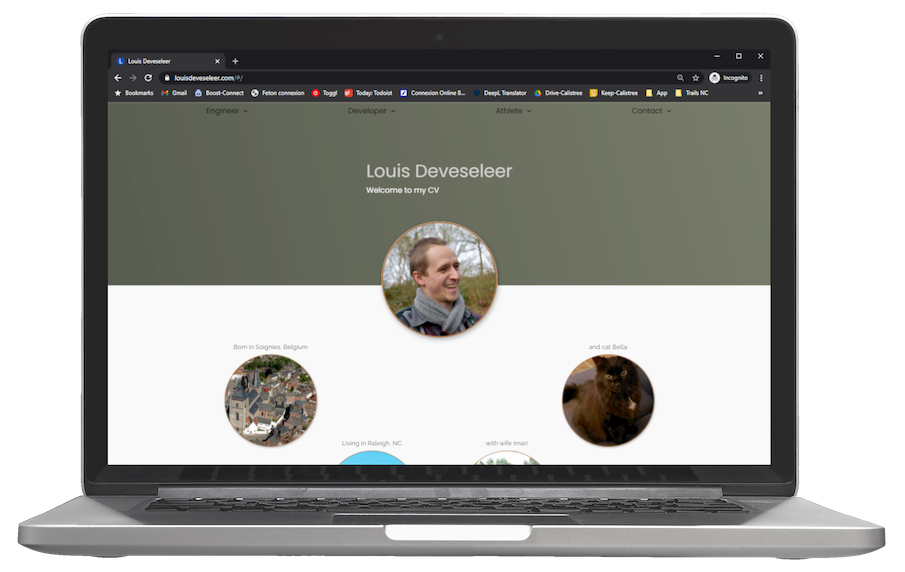 Louis Deveseleer
louisdeveseleer.com/#/
Incognito
Bookmarks Gmail Boost-Connect Feton connexion Toggl Today: Todoist Connexion Online B... DeepL Translator Drive-Calistree Keep-Calistree App Trails NC »
Engineer Developer Athlete Contact
Louis Deveseleer
Welcome to my CV
Born in Soignies, Belgium
and cat Bella
Living in Raleigh, NC
with wife Imari